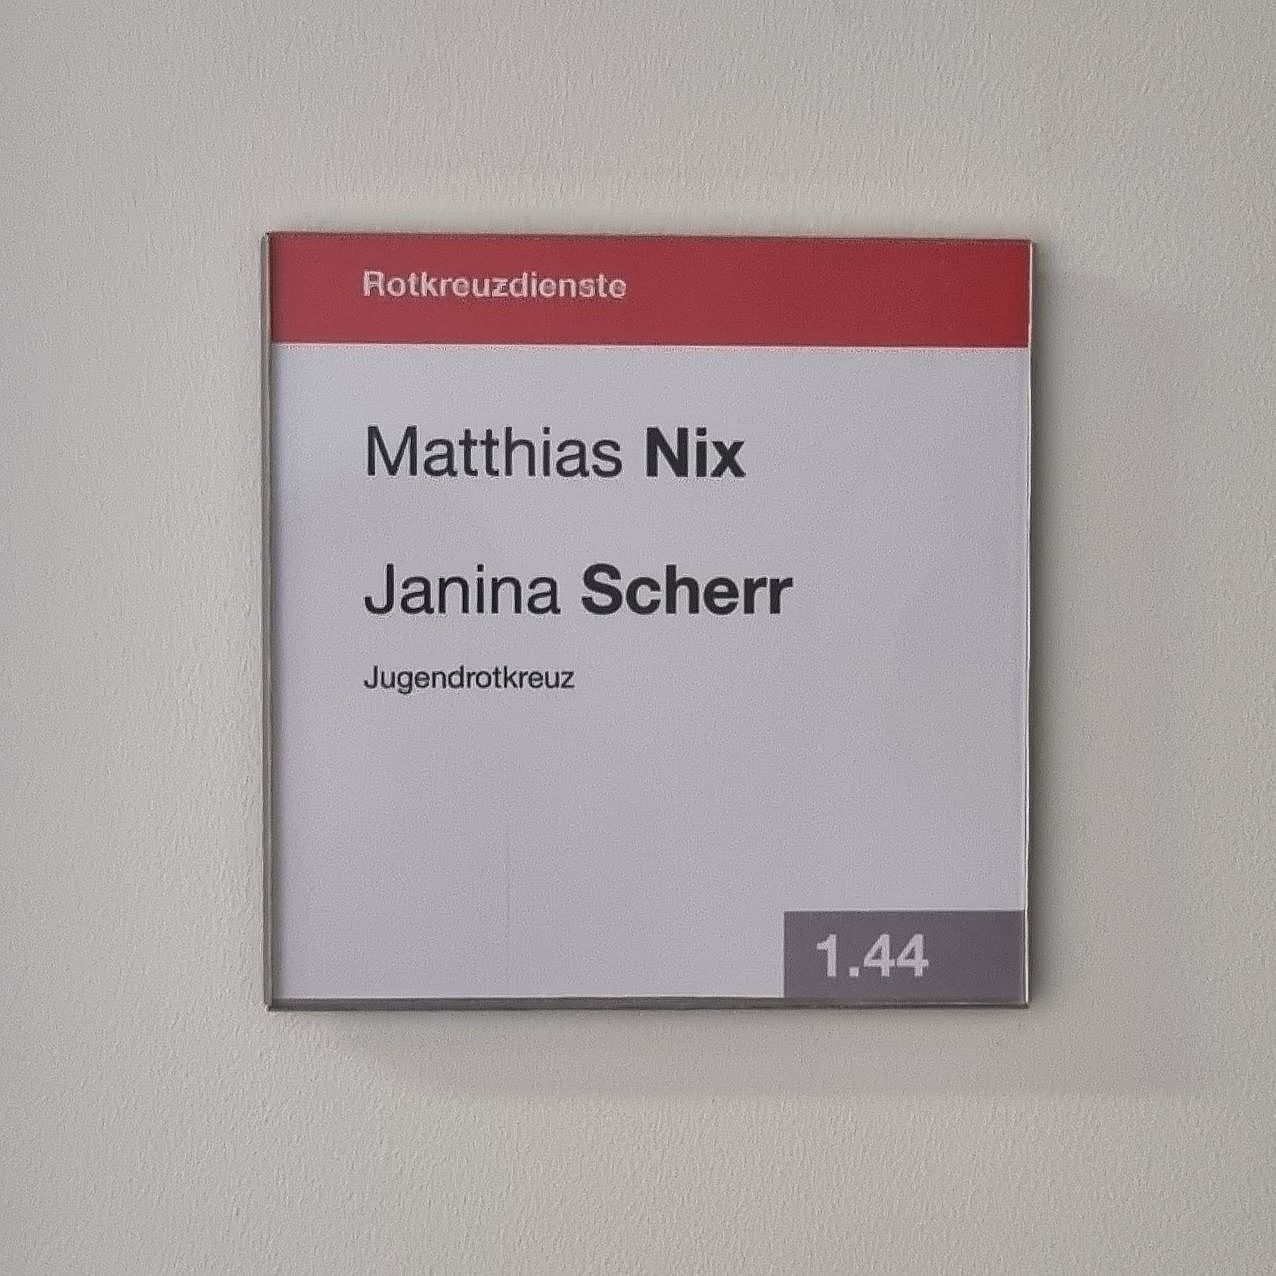 Rotkreuzdienste
Matthias Nix
Janina Scherr
Jugendrotkreuz
1.44